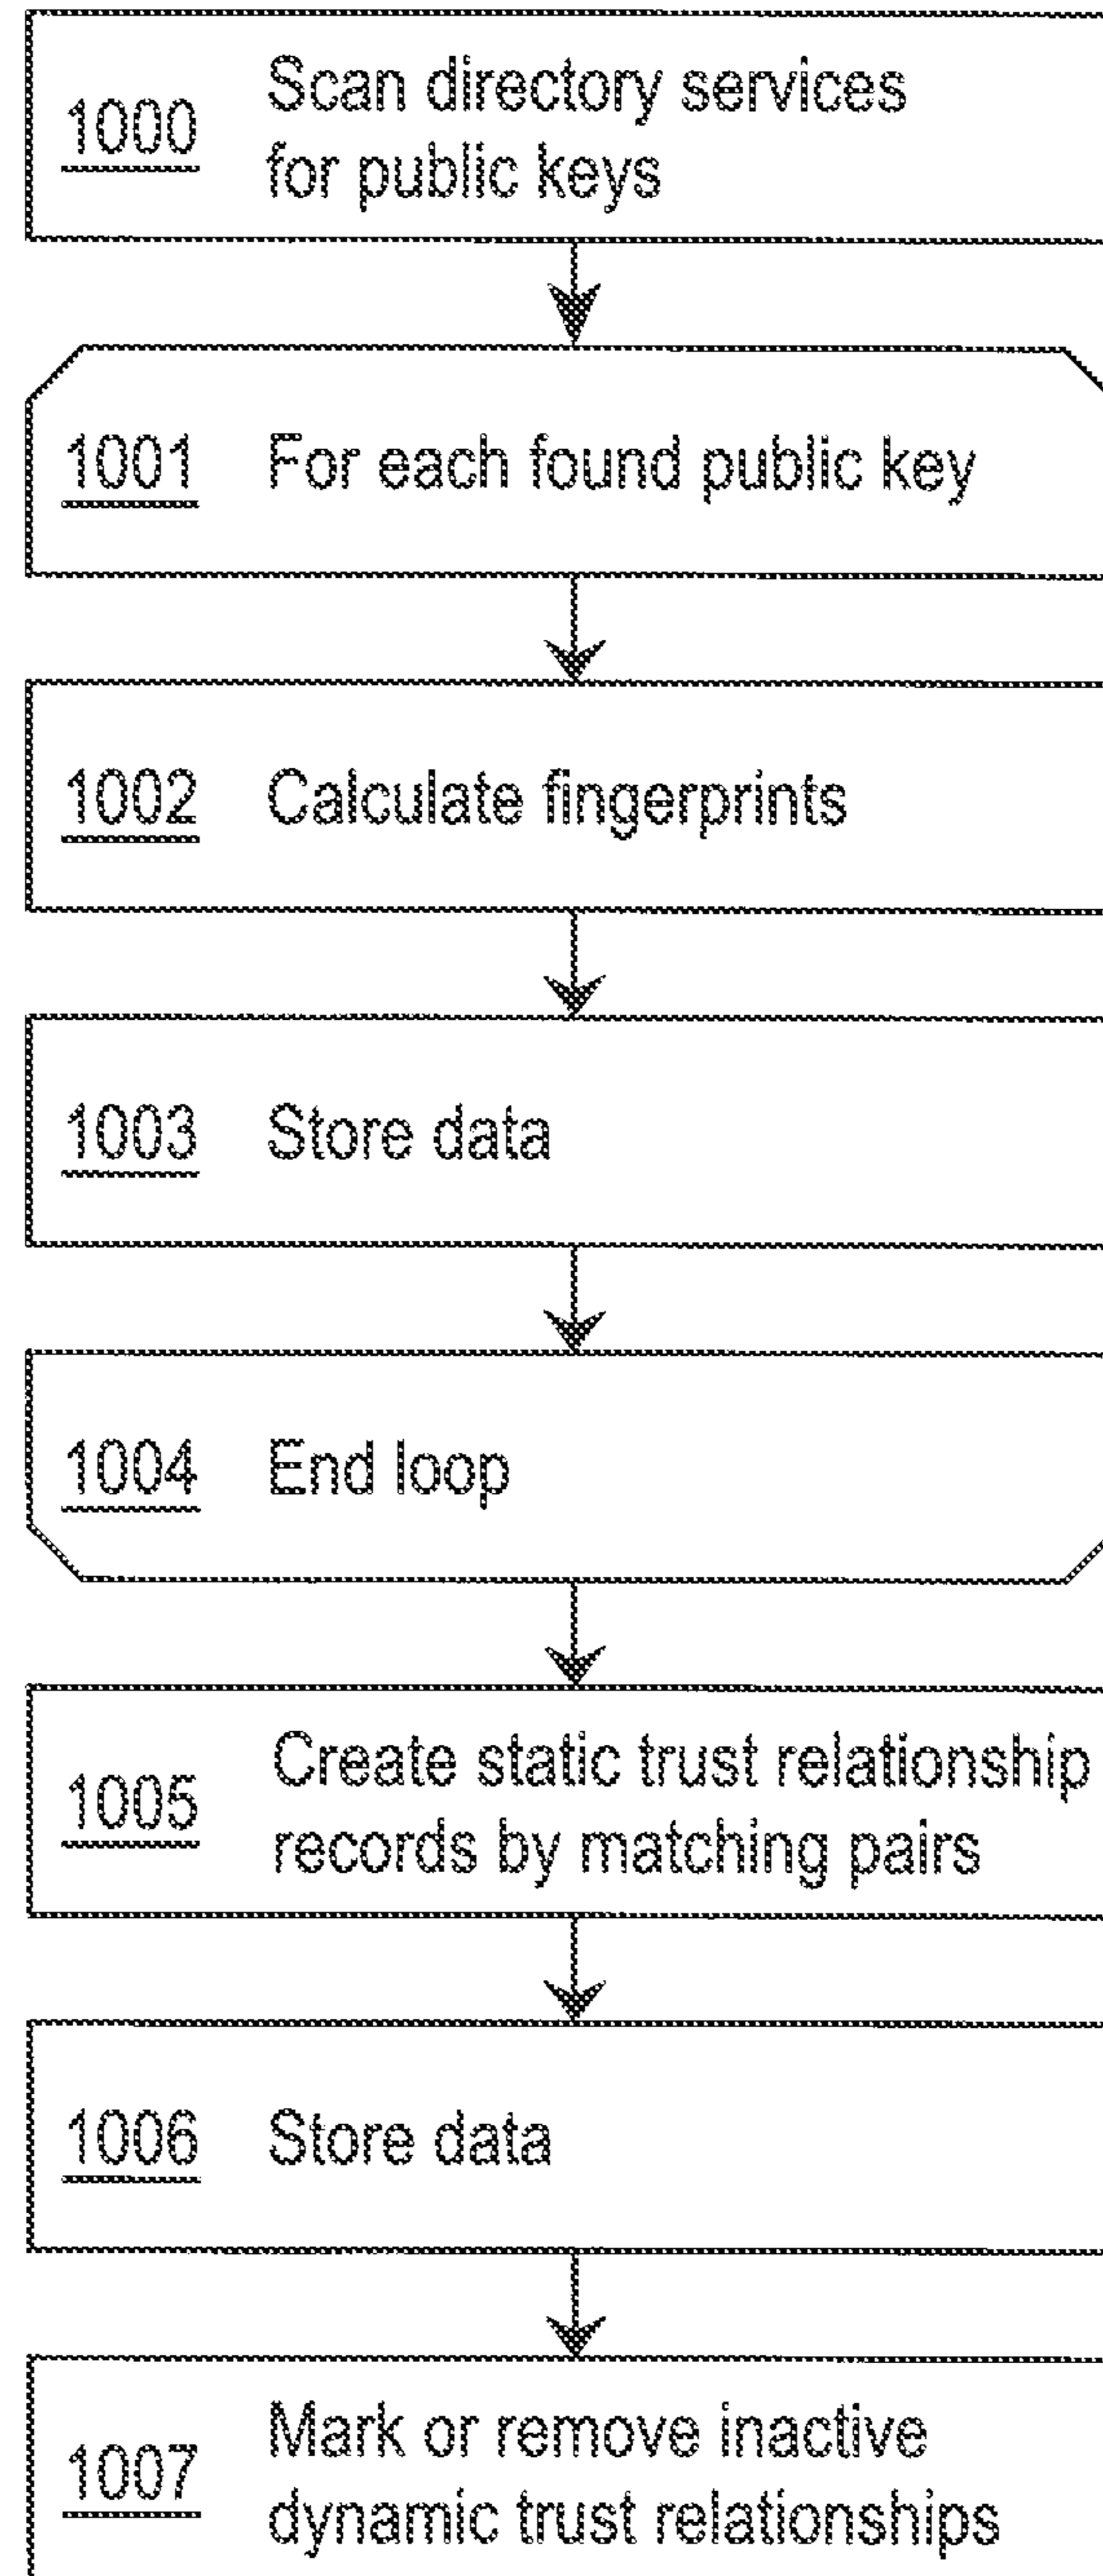 1000 Scan directory services
for public keys
1001 For each found public key
1002 Calculate fingerprints
1003 Store data
1004 End loop
1005 Create static trust relationship
records by matching pairs
1006 Store data
1007 Mark or remove inactive
dynamic trust relationships